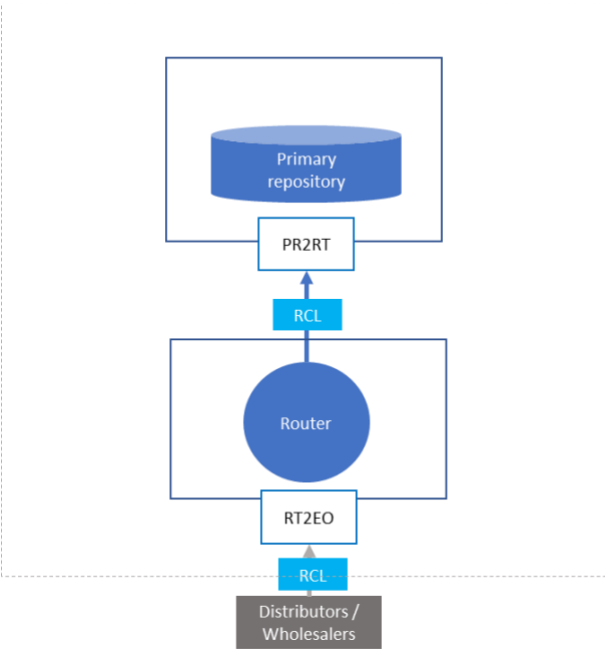 Primary
repository
PR2RT
RCL
Router
RT2EO
RCL
Distributors /
Wholesalers